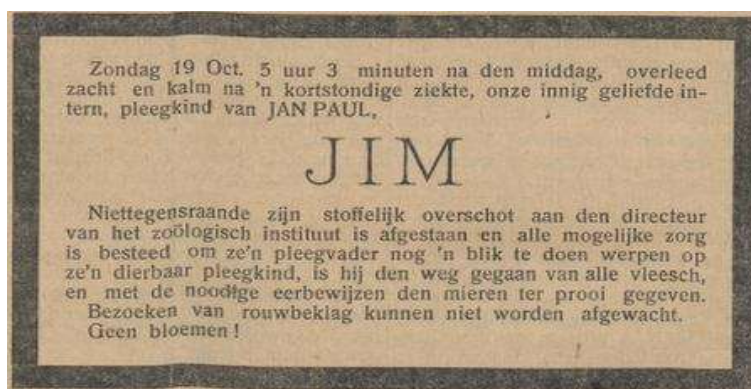 Zondag 19 Oct. 5 uur 3 minuten na den middag, overleed
zacht en kalm na 'n kortstondige ziekte, onze innig geliefde in-
tern, pleegkind van JAN PAUL,
JIM
Niettegensraande zijn stoffelijk overschot aan den directeur
van het zoölogisch instituut is afgestaan en alle mogelijke zorg
is besteed om ze'n pleegvader nog 'n blik te doen werpen op
ze'n dierbaar pleegkind, is hij den weg gegaan van alle vleesch,
en met de noodige eerbewijzen den mieren ter prooi gegeven.
Bezoeken van rouwbeklag kunnen niet worden afgewacht.
Geen bloemen!